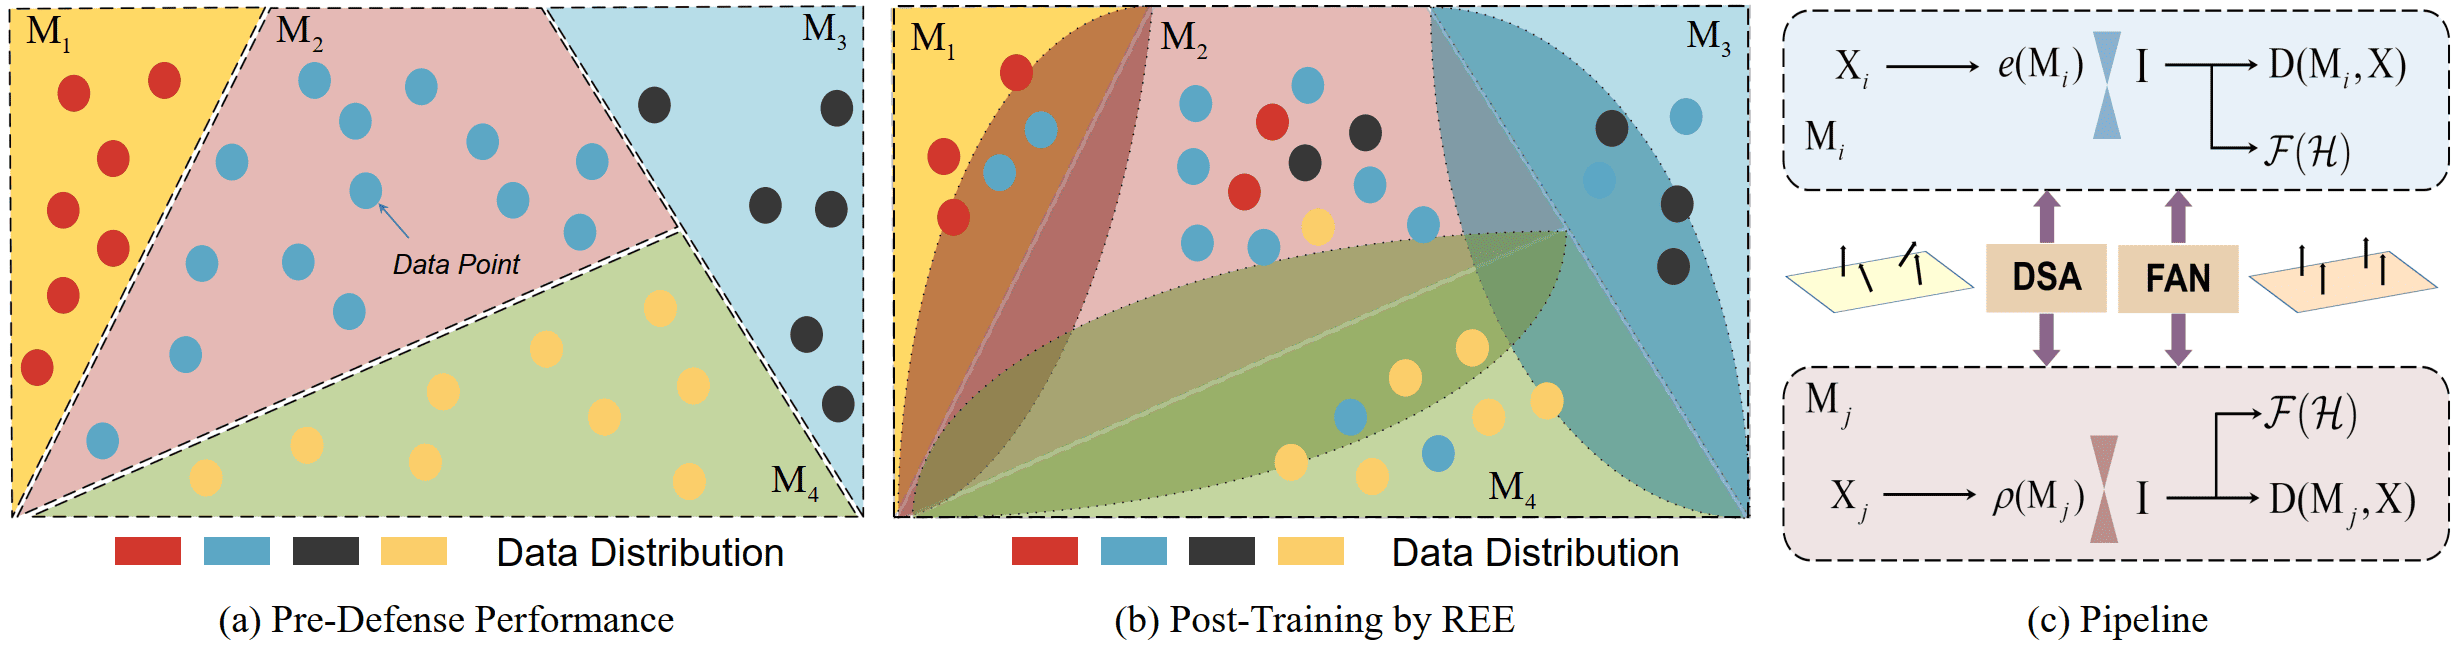 M1 M2 M3
Data Point
M4
Data Distribution
(a) Pre-Defense Performance
M1 M2 M3
M4
Data Distribution
(b) Post-Training by REE
Xi e(Mi) I D(Mi, X)
Mi ℱ(ℋ)
DSA FAN
Mj ℱ(ℋ)
Xj ρ(Mj) I D(Mj, X)
(c) Pipeline